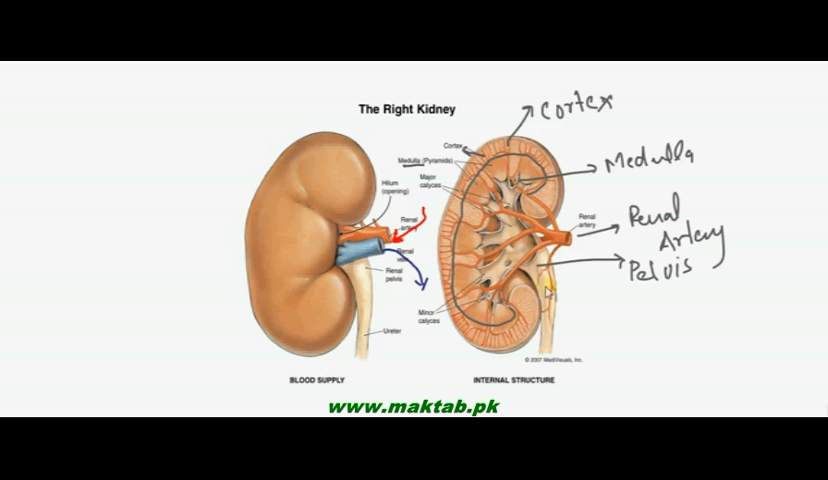 The Right Kidney
Cortex
Cortex
Medulla (Pyramids)
Medulla
Major
calyces
Hilum
(opening)
Renal
artery
Renal
vein
Renal
pelvis
Ureter
Minor
calyces
Renal
artery
Renal
Artery
Pelvis
© 2007 MediVisuals, Inc.
BLOOD SUPPLY
INTERNAL STRUCTURE
www.maktab.pk